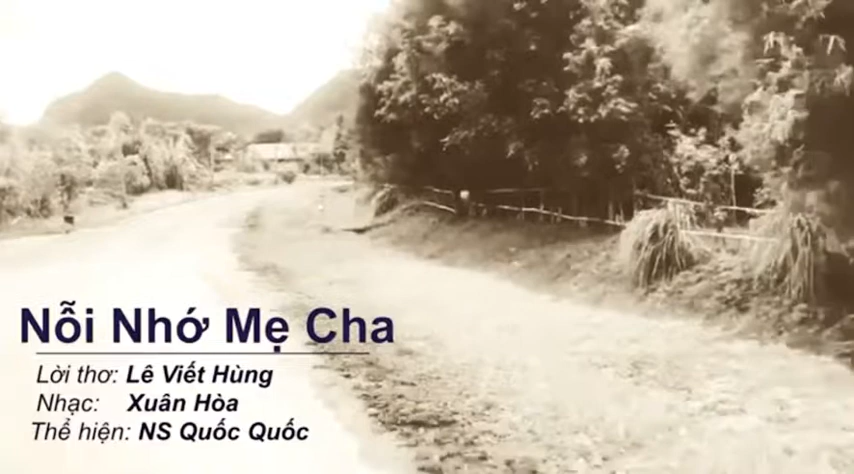 Nỗi Nhớ Mẹ Cha
Lời thơ: Lê Viết Hùng
Nhạc: Xuân Hòa
Thể hiện: NS Quốc Quốc